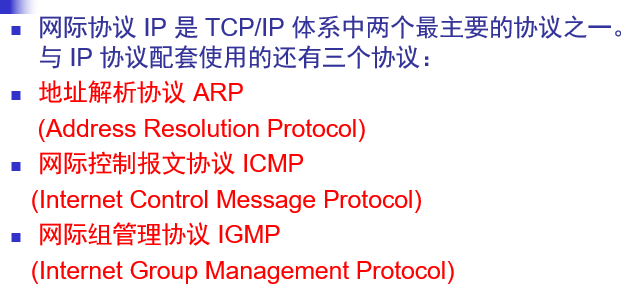 网际协议 IP 是 TCP/IP 体系中两个最主要的协议之一。
与 IP 协议配套使用的还有三个协议：
地址解析协议 ARP
(Address Resolution Protocol)
网际控制报文协议 ICMP
(Internet Control Message Protocol)
网际组管理协议 IGMP
(Internet Group Management Protocol)